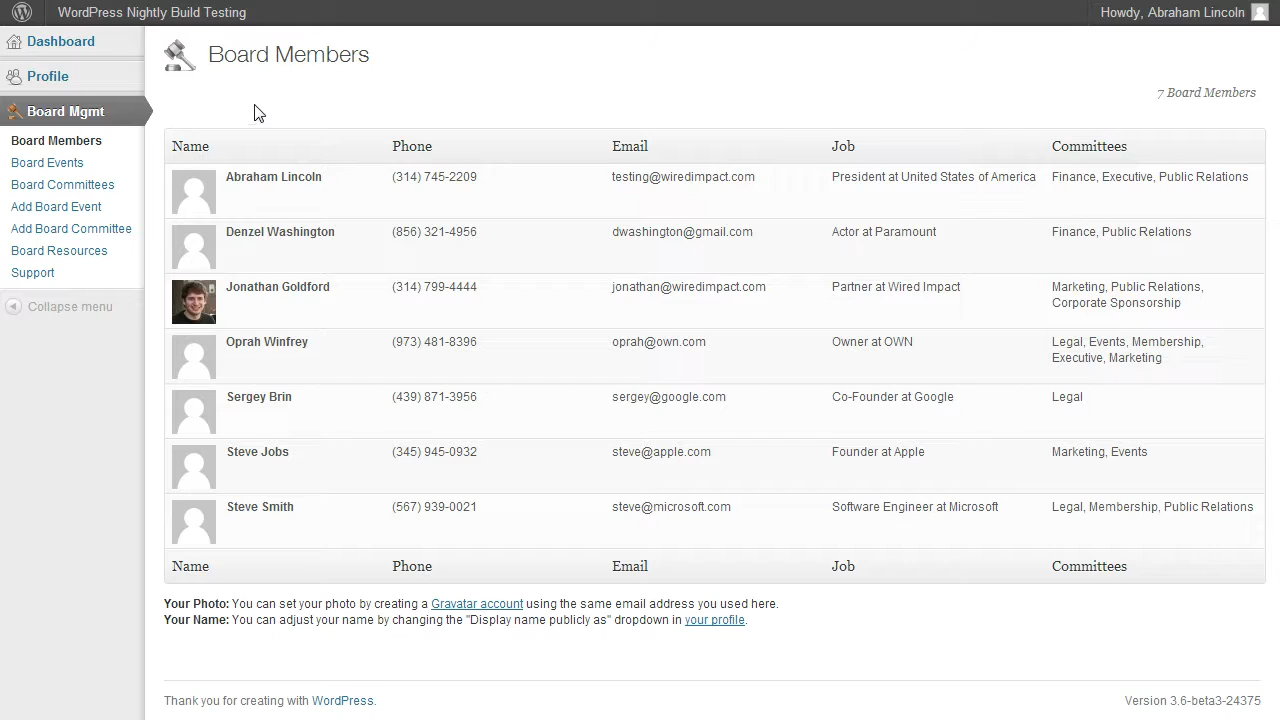 WordPress Nightly Build Testing
Howdy, Abraham Lincoln
Dashboard
Profile
Board Mgmt
Board Members
Board Events
Board Committees
Add Board Event
Add Board Committee
Board Resources
Support
Collapse menu
Board Members
7 Board Members
Name Phone Email Job Committees
Abraham Lincoln (314) 745-2209 testing@wiredimpact.com President at United States of America Finance, Executive, Public Relations
Denzel Washington (856) 321-4956 dwashington@gmail.com Actor at Paramount Finance, Public Relations
Jonathan Goldford (314) 799-4444 jonathan@wiredimpact.com Partner at Wired Impact Marketing, Public Relations,
Corporate Sponsorship
Oprah Winfrey (973) 481-8396 oprah@own.com Owner at OWN Legal, Events, Membership,
Executive, Marketing
Sergey Brin (439) 871-3956 sergey@google.com Co-Founder at Google Legal
Steve Jobs (345) 945-0932 steve@apple.com Founder at Apple Marketing, Events
Steve Smith (567) 939-0021 steve@microsoft.com Software Engineer at Microsoft Legal, Membership, Public Relations
Name Phone Email Job Committees
Your Photo: You can set your photo by creating a Gravatar account using the same email address you used here.
Your Name: You can adjust your name by changing the "Display name publicly as" dropdown in your profile.
Thank you for creating with WordPress.
Version 3.6-beta3-24375